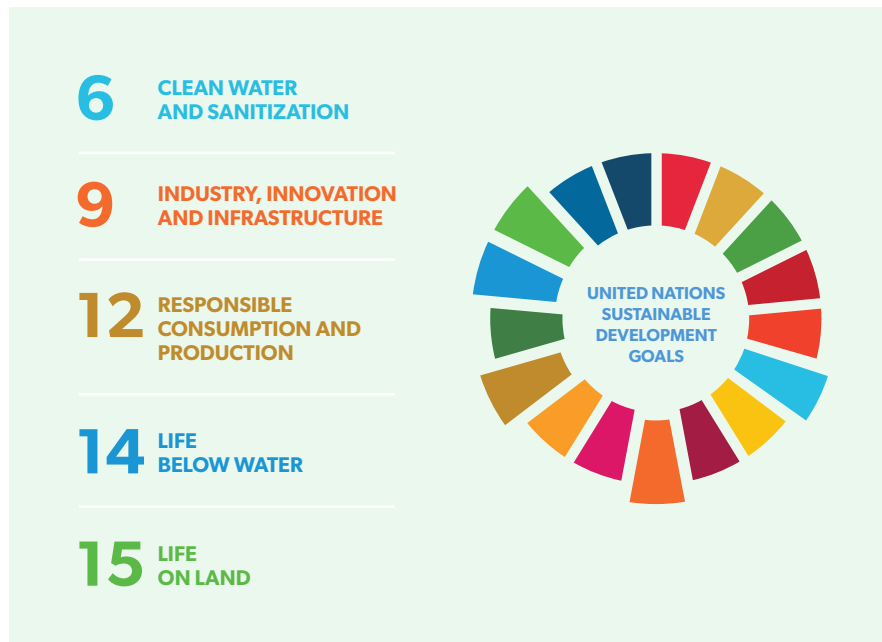 6
CLEAN WATER
AND SANITIZATION
9
INDUSTRY, INNOVATION
AND INFRASTRUCTURE
12
RESPONSIBLE
CONSUMPTION AND
PRODUCTION
14
LIFE
BELOW WATER
15
LIFE
ON LAND
UNITED NATIONS
SUSTAINABLE
DEVELOPMENT
GOALS